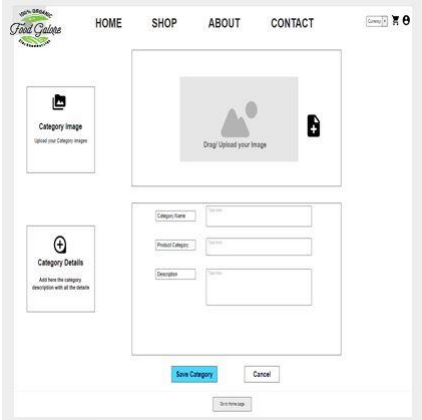 100% ORGANIC
Food Galore
HOME SHOP ABOUT CONTACT
Currency
Category Image
Upload your Category images
Drag/ Upload your Image
Category Name
Type here
Product Category
Type here
Category Details
Add here the category
description with all the details
Description
Type here
Save Category
Cancel
Go to Home page